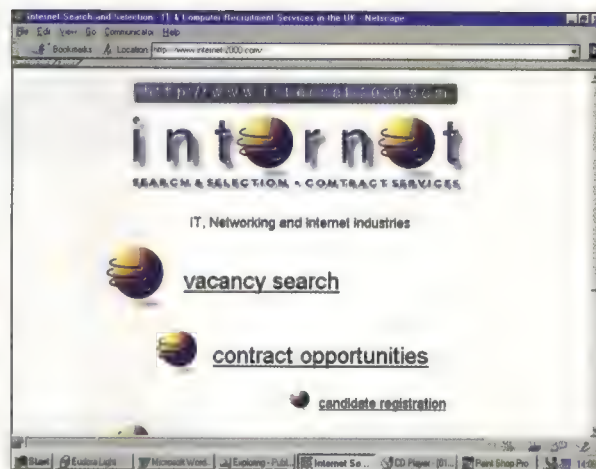 Internet Search and Selection - IT & Computer Recruitment Services in the UK - Netscape
File Edit View Go Communicator Help
Bookmarks Location http://www.internet-2000.com/
http://www.internet-2000.com
internet
SEARCH & SELECTION - CONTRACT SERVICES
IT, Networking and Internet Industries
vacancy search
contract opportunities
candidate registration
Start Eudora Light Microsoft Word Exploring - Publ... Internet Se... CD Player - [01... Paint Shop Pro